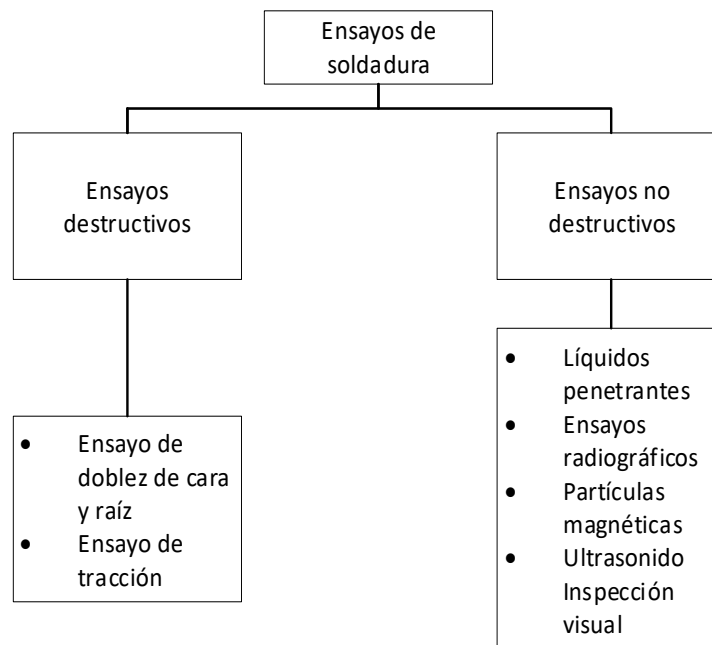 Ensayos de
soldadura
Ensayos
destructivos
Ensayos no
destructivos
• Ensayo de
doblez de cara
y raíz
• Ensayo de
tracción
• Líquidos
penetrantes
• Ensayos
radiográficos
• Partículas
magnéticas
• Ultrasonido
Inspección
visual